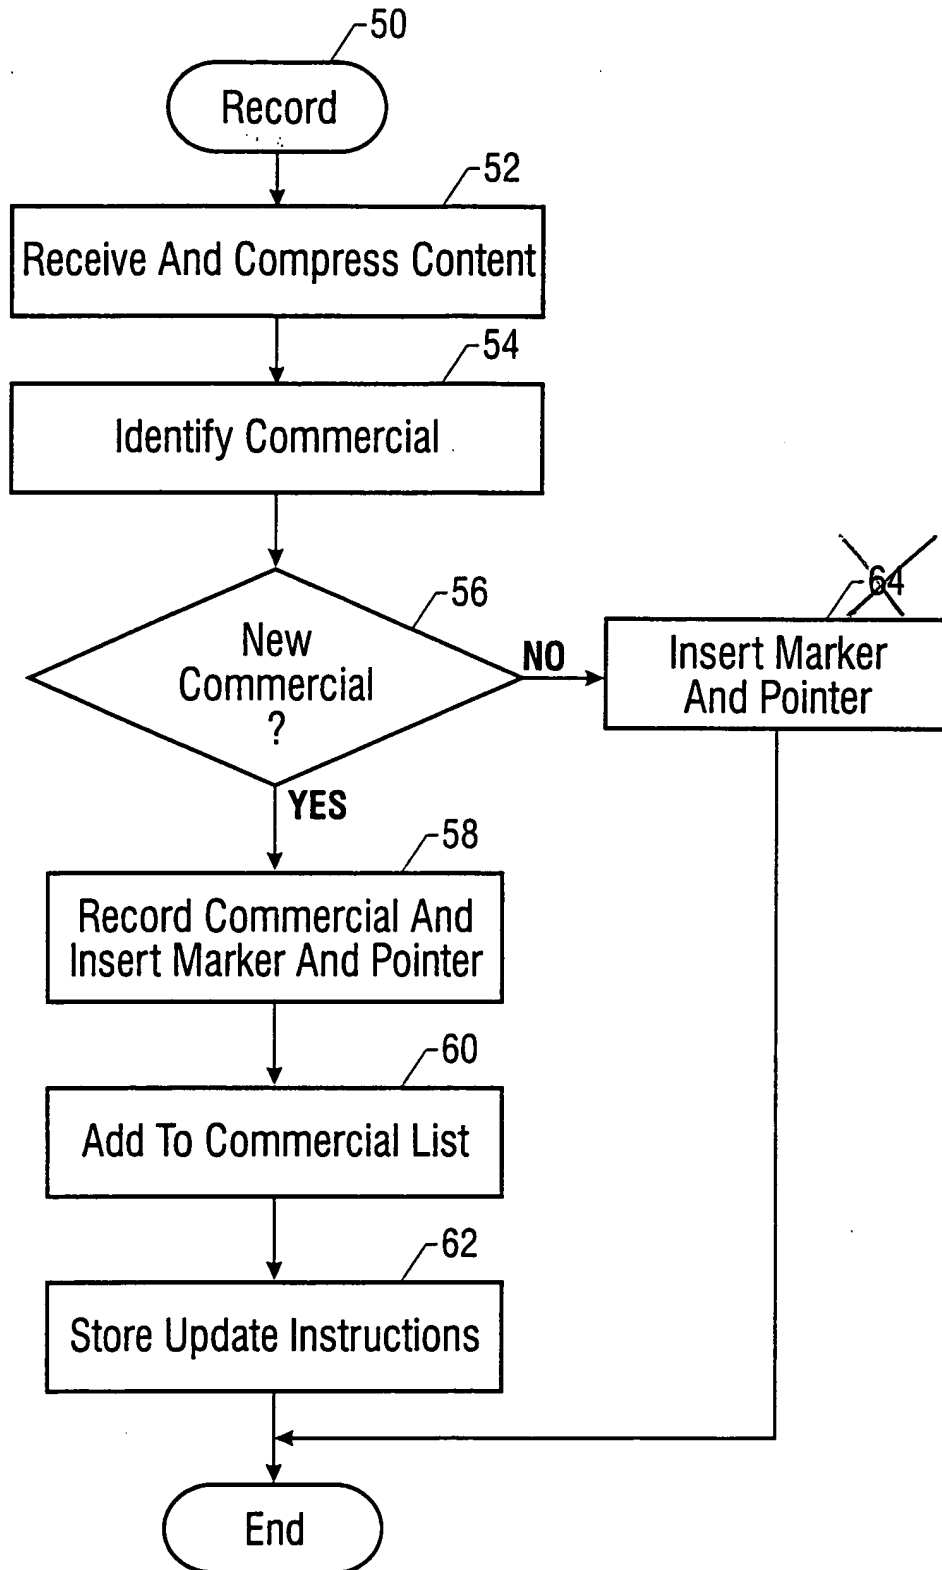 50
Record
52
Receive And Compress Content
54
Identify Commercial
56
New
Commercial
?
NO
64
Insert Marker
And Pointer
YES
58
Record Commercial And
Insert Marker And Pointer
60
Add To Commercial List
62
Store Update Instructions
End